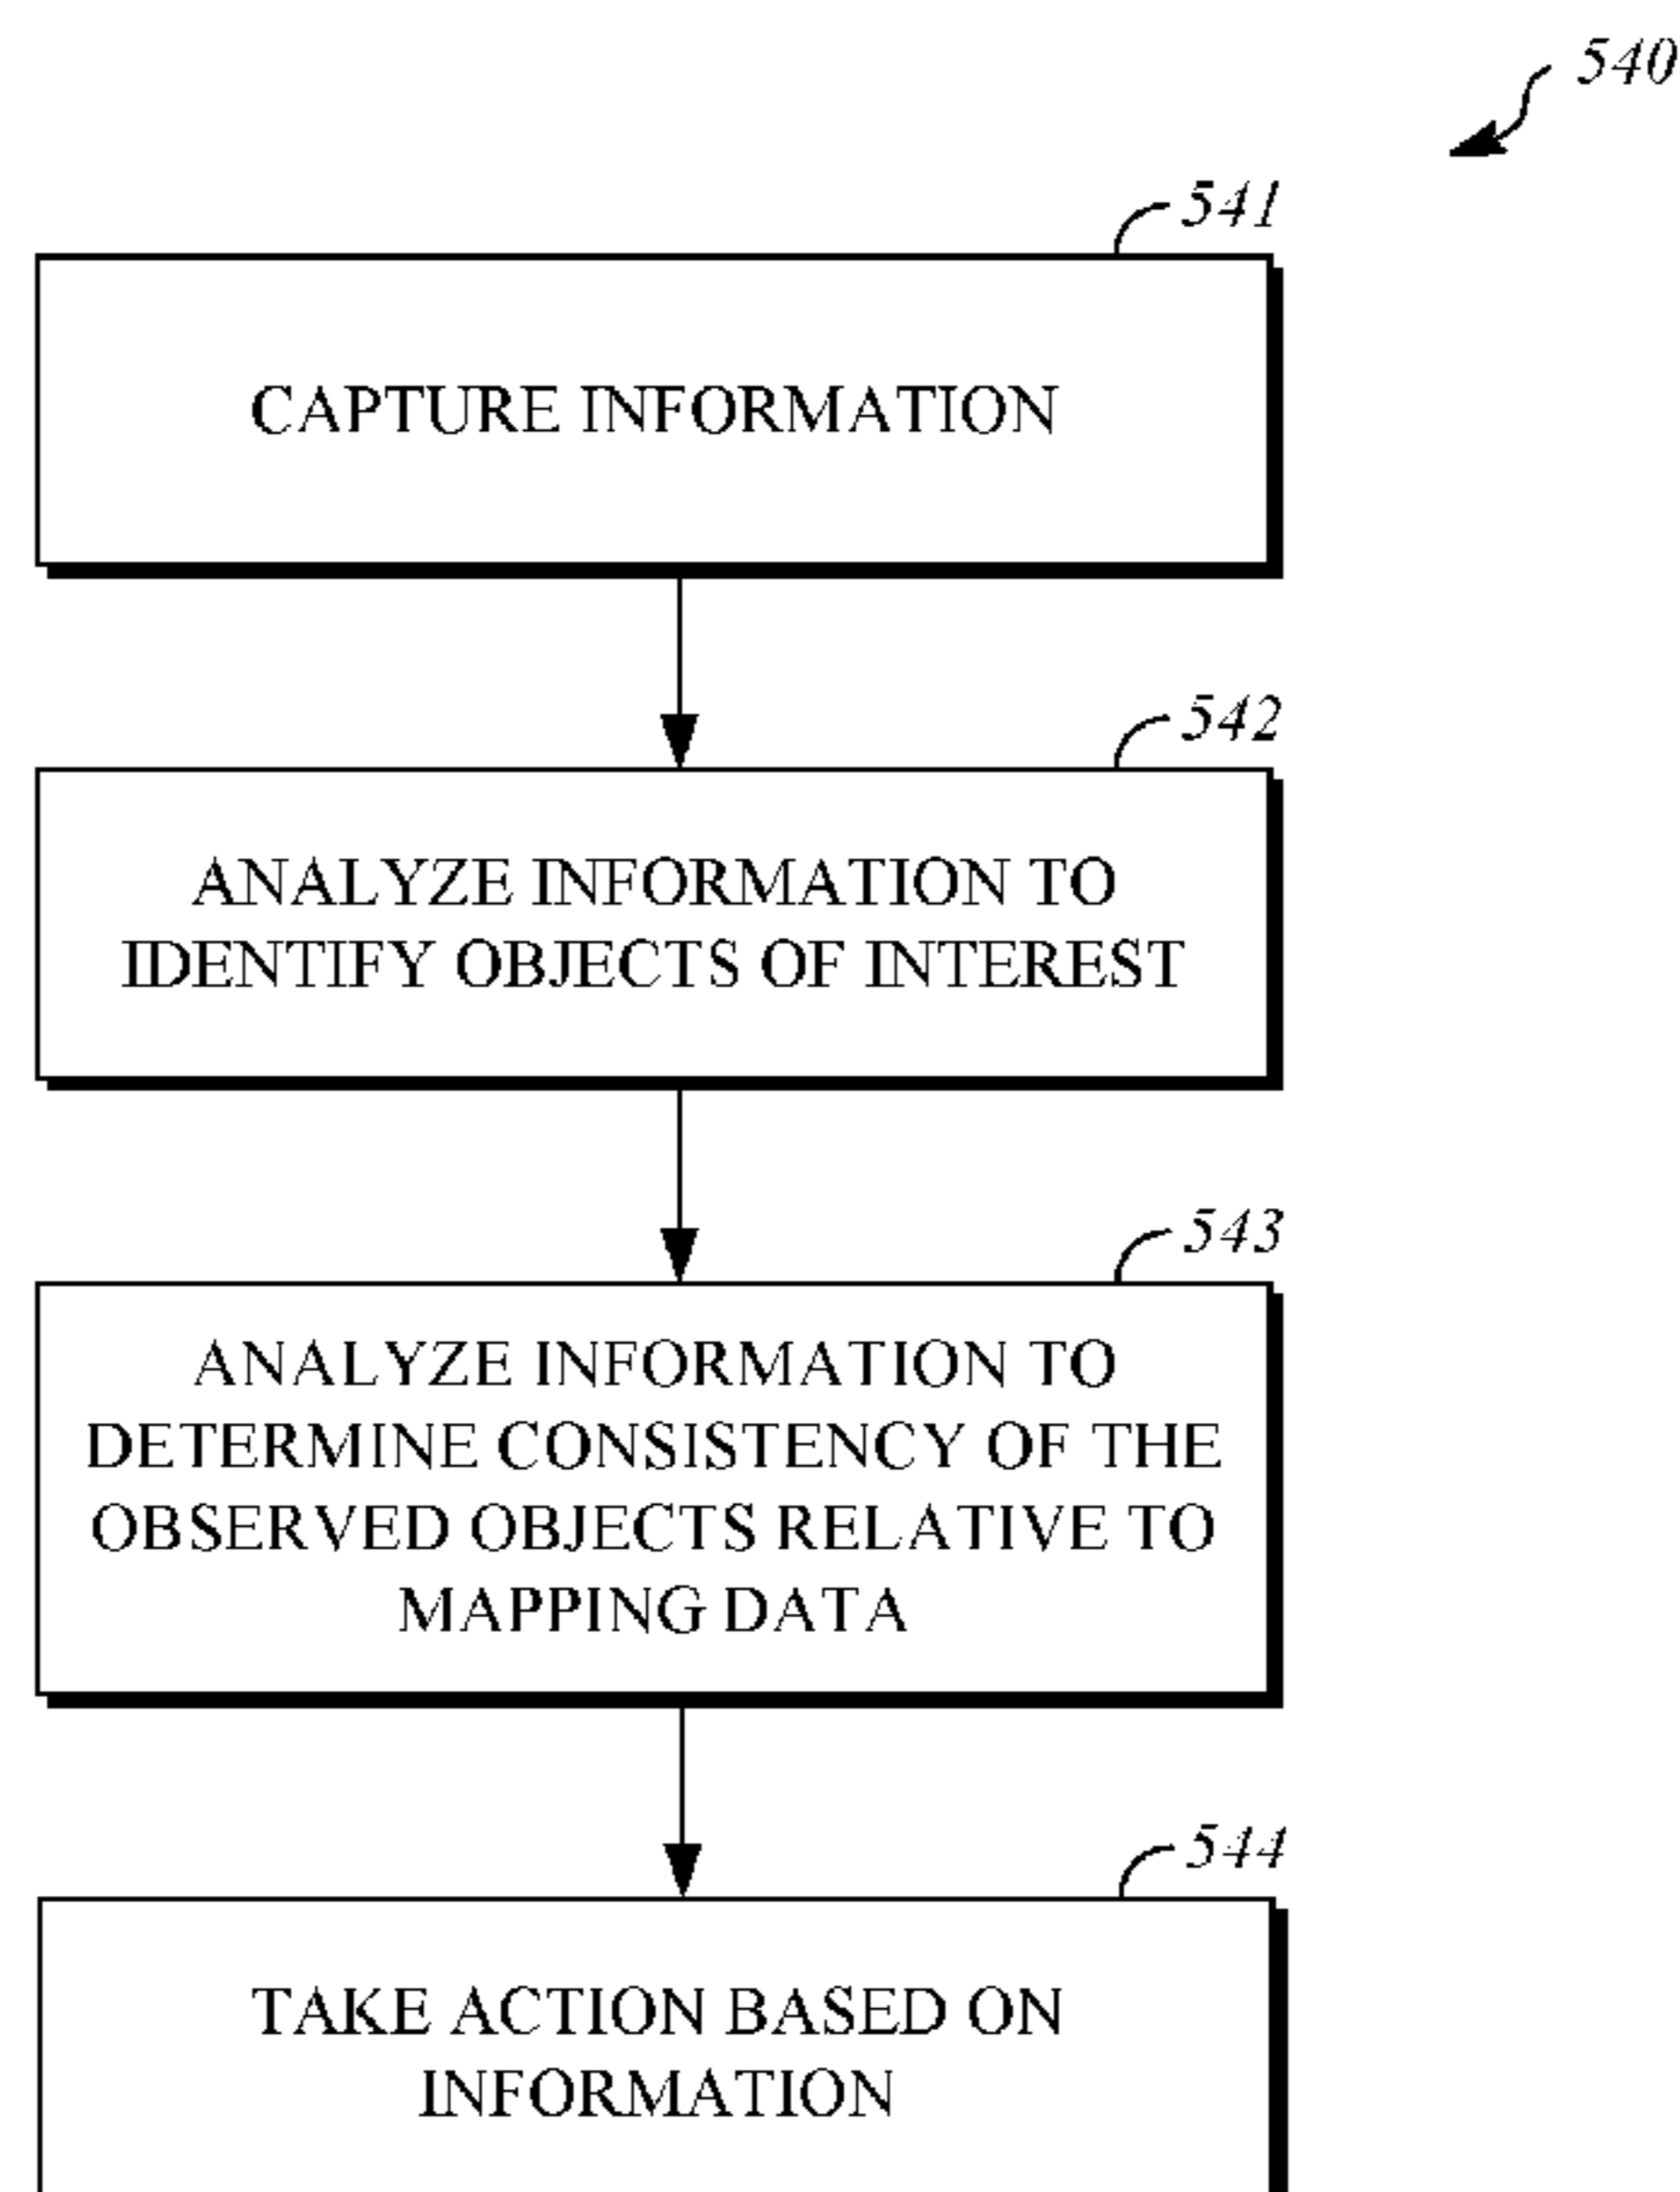 540
541
CAPTURE INFORMATION
542
ANALYZE INFORMATION TO
IDENTIFY OBJECTS OF INTEREST
543
ANALYZE INFORMATION TO
DETERMINE CONSISTENCY OF THE
OBSERVED OBJECTS RELATIVE TO
MAPPING DATA
544
TAKE ACTION BASED ON
INFORMATION